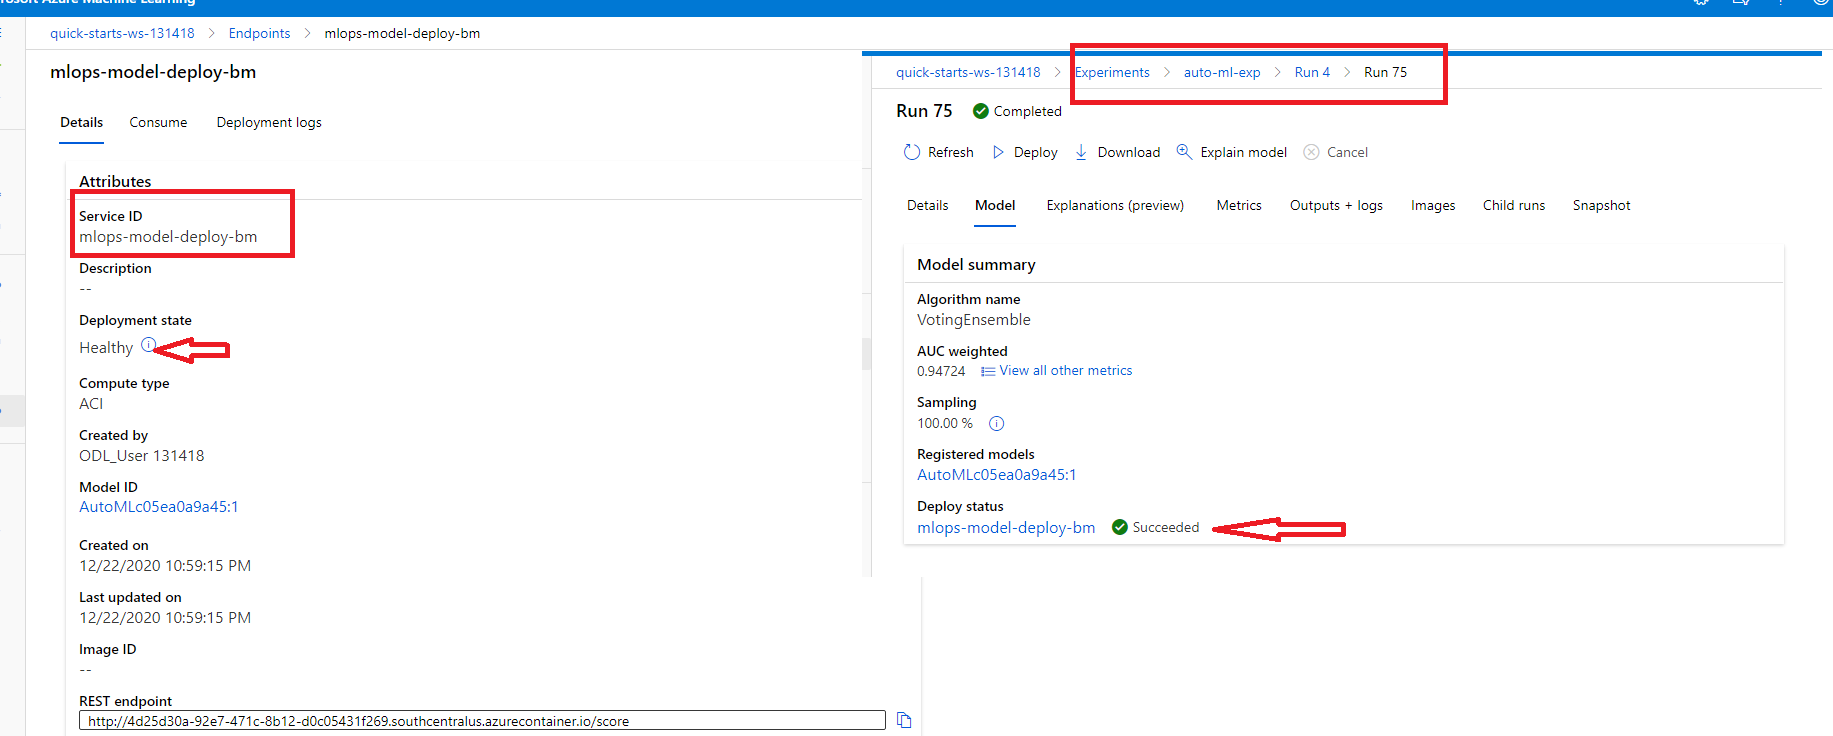 Microsoft Azure Machine Learning
quick-starts-ws-131418 > Endpoints > mlops-model-deploy-bm
mlops-model-deploy-bm
Details Consume Deployment logs
Attributes
Service ID
mlops-model-deploy-bm
Description
--
Deployment state
Healthy
Compute type
ACI
Created by
ODL_User 131418
Model ID
AutoMLc05ea0a9a45:1
Created on
12/22/2020 10:59:15 PM
Last updated on
12/22/2020 10:59:15 PM
Image ID
--
REST endpoint
http://4d25d30a-92e7-471c-8b12-d0c05431f269.southcentralus.azurecontainer.io/score
quick-starts-ws-131418 > Experiments > auto-ml-exp > Run 4 > Run 75
Run 75 Completed
Refresh Deploy Download Explain model Cancel
Details Model Explanations (preview) Metrics Outputs + logs Images Child runs Snapshot
Model summary
Algorithm name
VotingEnsemble
AUC weighted
0.94724 View all other metrics
Sampling
100.00 %
Registered models
AutoMLc05ea0a9a45:1
Deploy status
mlops-model-deploy-bm Succeeded